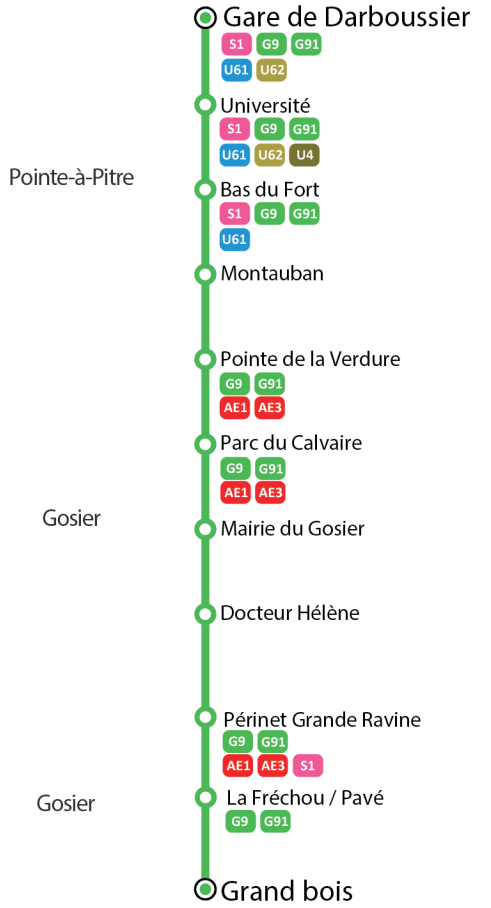 Gare de Darboussier
S1 G9 G91
U61 U62
Université
S1 G9 G91
U61 U62 U4
Pointe-à-Pitre
Bas du Fort
S1 G9 G91
U61
Montauban
Pointe de la Verdure
G9 G91
AE1 AE3
Parc du Calvaire
G9 G91
AE1 AE3
Gosier
Mairie du Gosier
Docteur Hélène
Périnet Grande Ravine
G9 G91
AE1 AE3 S1
Gosier
La Fréchou / Pavé
G9 G91
Grand bois